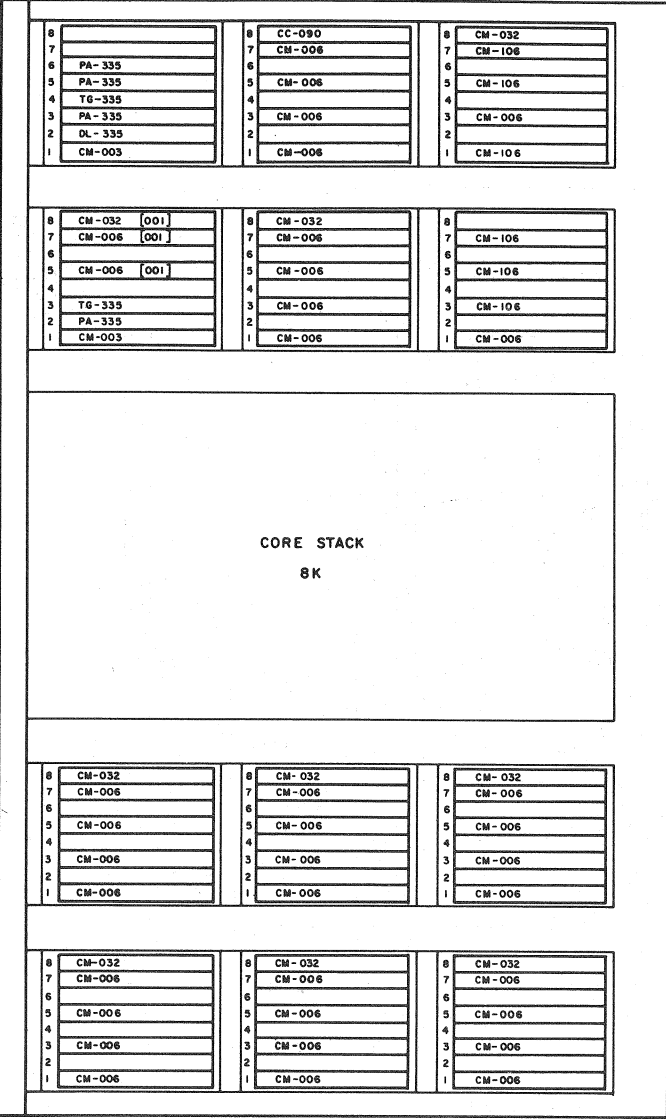 8 CC-090 8 CM-032
8
7 7 CM-006 7 CM-106
6 PA-335 6 6
5 PA-335 5 CM-006 5 CM-106
4 TG-335 4 4
3 PA-335 3 CM-006 3 CM-006
2 DL-335 2 2
1 CM-003 1 CM-006 1 CM-106
8 CM-032 [001] 8 CM-032 8
7 CM-006 [001] 7 CM-006 7 CM-106
6 6 6
5 CM-006 [001] 5 CM-006 5 CM-106
4 4 4
3 TG-335 3 CM-006 3 CM-106
2 PA-335 2 2
1 CM-003 1 CM-006 1 CM-006
CORE STACK
8K
8 CM-032 8 CM-032 8 CM-032
7 CM-006 7 CM-006 7 CM-006
6 6 6
5 CM-006 5 CM-006 5 CM-006
4 4 4
3 CM-006 3 CM-006 3 CM-006
2 2 2
1 CM-006 1 CM-006 1 CM-006
8 CM-032 8 CM-032 8 CM-032
7 CM-006 7 CM-006 7 CM-006
6 6 6
5 CM-006 5 CM-006 5 CM-006
4 4 4
3 CM-006 3 CM-006 3 CM-006
2 2 2
1 CM-006 1 CM-006 1 CM-006